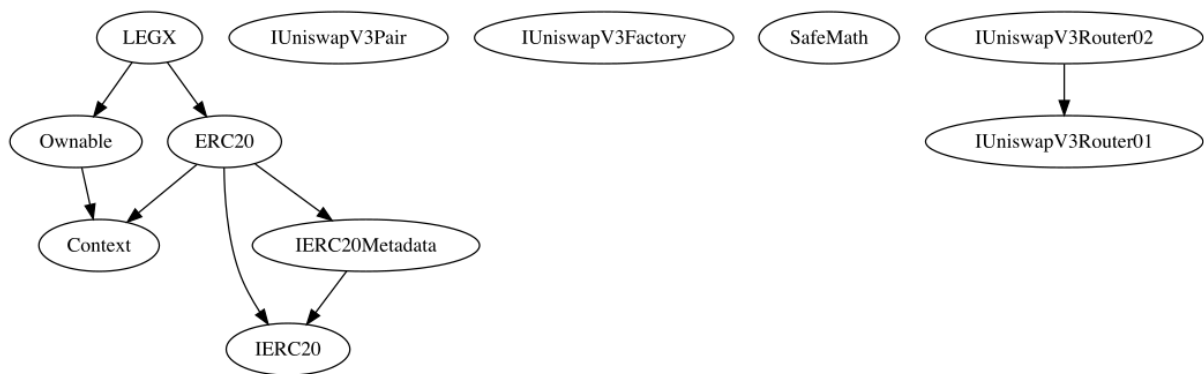 LEGX
IUniswapV3Pair
IUniswapV3Factory
SafeMath
IUniswapV3Router02
Ownable
ERC20
IUniswapV3Router01
Context
IERC20Metadata
IERC20